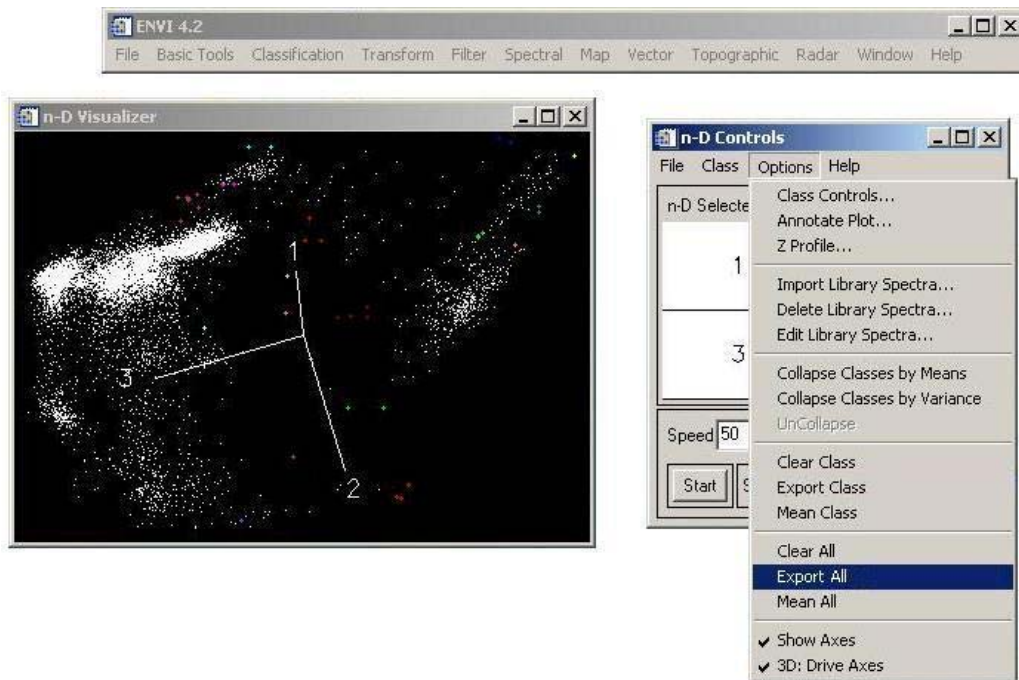 ENVI 4.2
File Basic Tools Classification Transform Filter Spectral Map Vector Topographic Radar Window Help
n-D Visualizer
1
3
2
n-D Controls
File Class Options Help
n-D Selecte
1
3
Speed 50
Start S
Class Controls...
Annotate Plot...
Z Profile...
Import Library Spectra...
Delete Library Spectra...
Edit Library Spectra...
Collapse Classes by Means
Collapse Classes by Variance
UnCollapse
Clear Class
Export Class
Mean Class
Clear All
Export All
Mean All
Show Axes
3D: Drive Axes